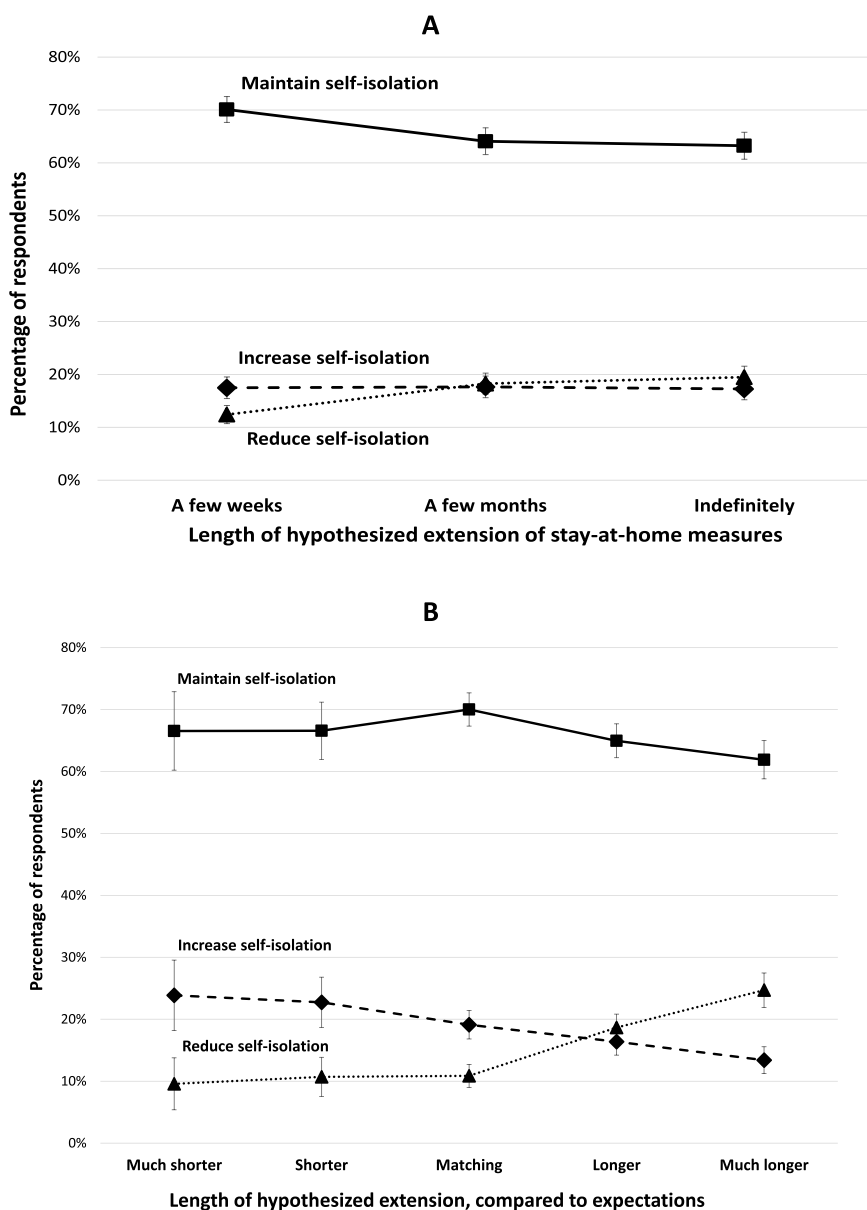 A
80%
Maintain self-isolation
70%
60%
50%
40%
30%
Increase self-isolation
20%
10%
Reduce self-isolation
0%
Percentage of respondents
A few weeks A few months Indefinitely
Length of hypothesized extension of stay-at-home measures
B
80%
Maintain self-isolation
70%
60%
50%
40%
30%
Increase self-isolation
20%
Reduce self-isolation
10%
0%
Percentage of respondents
Much shorter Shorter Matching Longer Much longer
Length of hypothesized extension, compared to expectations